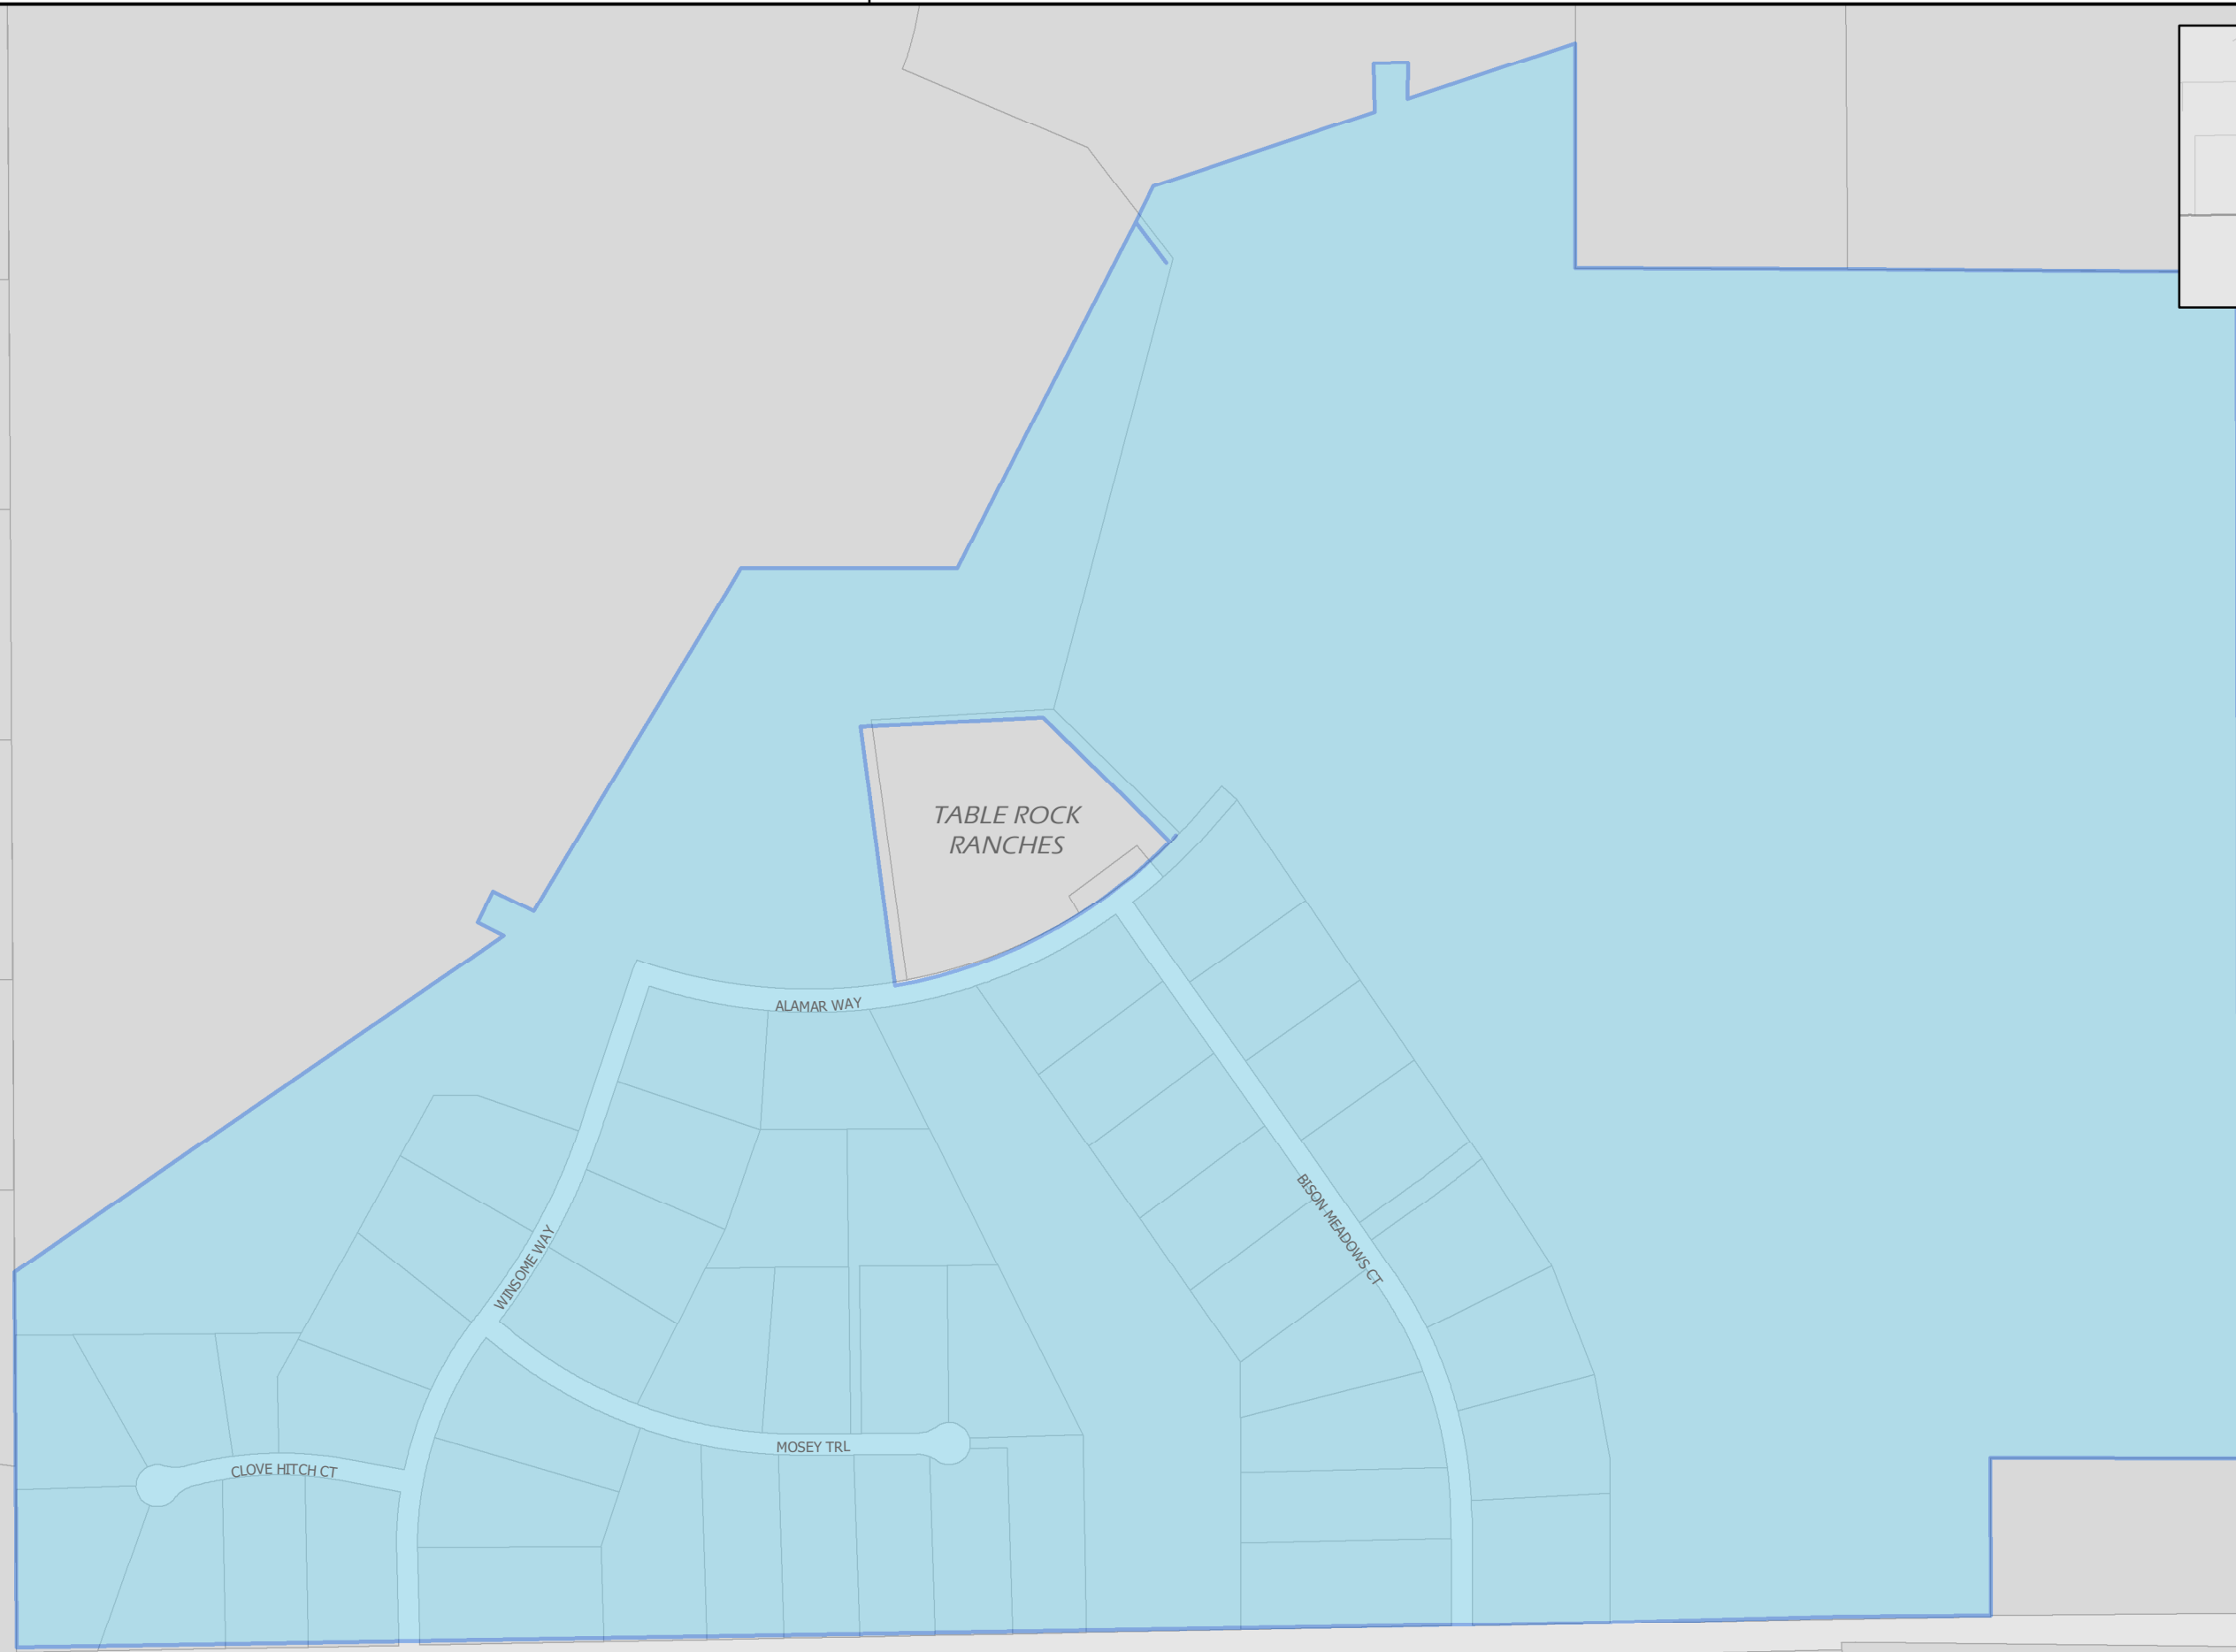 TABLE ROCK
RANCHES
ALAMAR WAY
BISON MEADOWS CT
WINSOME WAY
MOSEY TRL
CLOVE HITCH CT